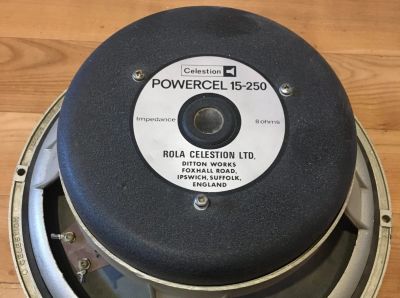 Celestion
POWERCEL 15-250
Impedance 8 ohms
ROLA CELESTION LTD.
DITTON WORKS
FOXHALL ROAD,
IPSWICH, SUFFOLK,
ENGLAND